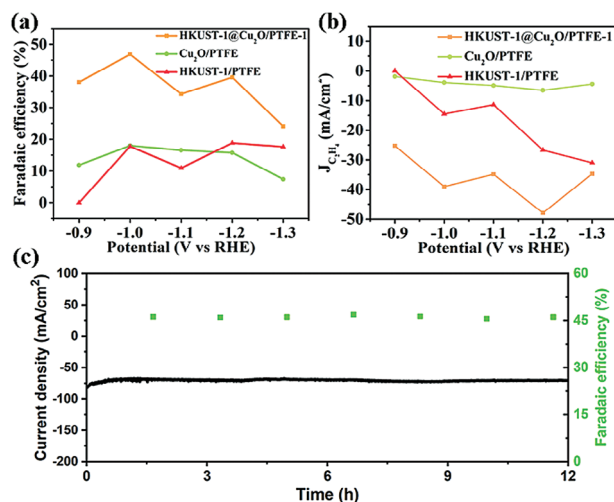 (a)
HKUST-1@Cu₂O/PTFE-1
Cu₂O/PTFE
HKUST-1/PTFE
Faradaic efficiency (%)
50
40
30
20
10
0
-0.9 -1.0 -1.1 -1.2 -1.3
Potential (V vs RHE)
(b)
HKUST-1@Cu₂O/PTFE-1
Cu₂O/PTFE
HKUST-1/PTFE
10
0
-10
-20
-30
-40
-50
-0.9 -1.0 -1.1 -1.2 -1.3
Potential (V vs RHE)
(c)
Current density (mA/cm²)
100
50
0
-50
-100
-150
-200
0 3 6 9 12
Time (h)
60
45
30
15
0
Faradaic efficiency (%)